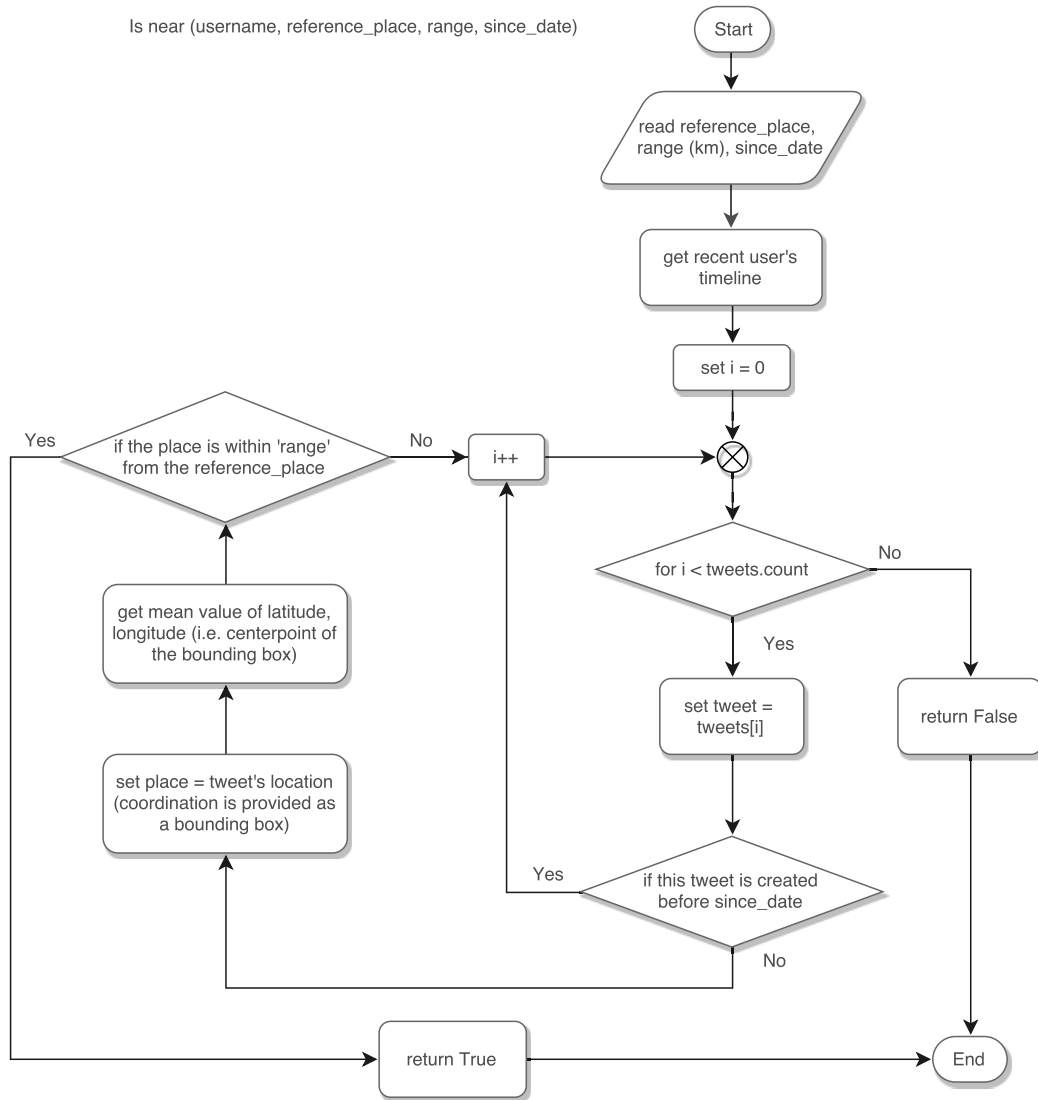 Is near (username, reference_place, range, since_date)
Start
read reference_place,
range (km), since_date
get recent user's
timeline
set i = 0
Yes
if the place is within 'range'
from the reference_place
No
i++
for i < tweets.count
No
Yes
get mean value of latitude,
longitude (i.e. centerpoint of
the bounding box)
set tweet =
tweets[i]
return False
set place = tweet's location
(coordination is provided as
a bounding box)
Yes
if this tweet is created
before since_date
No
return True
End